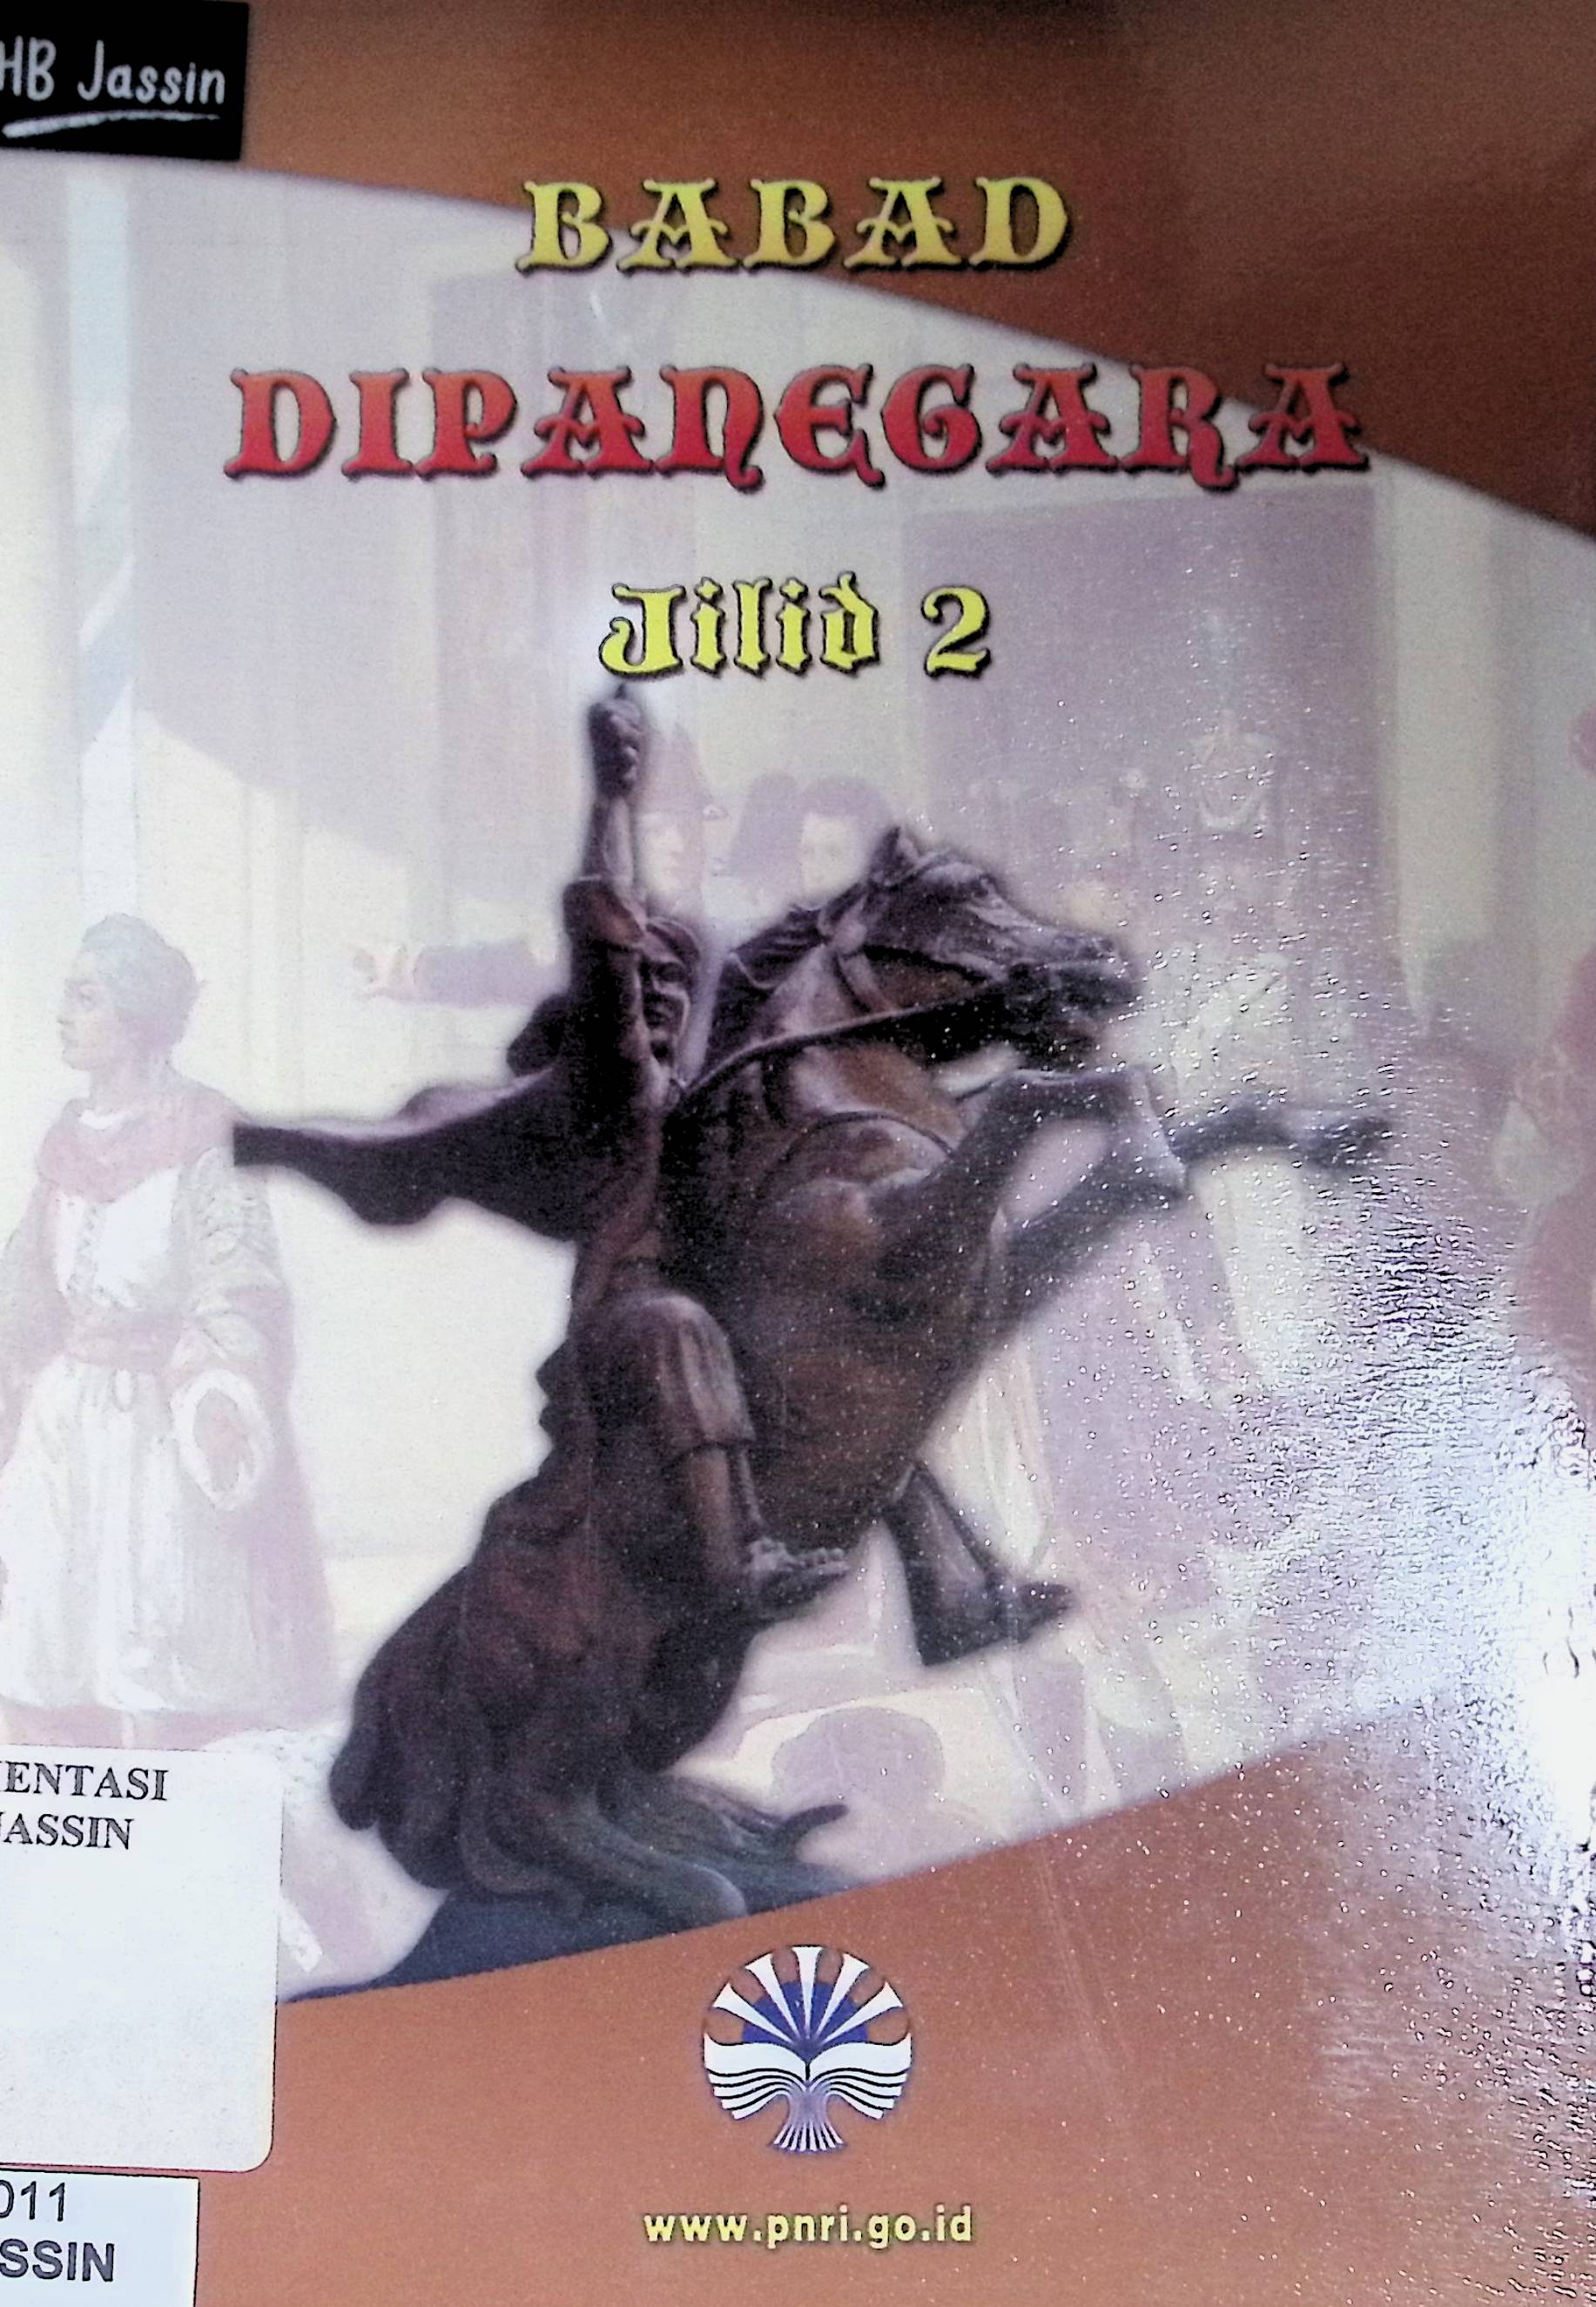 HB Jassin
BABAD
DIPANEGARA
Jilid 2
ENTASI
JASSIN
011
SSIN
www.pnri.go.id